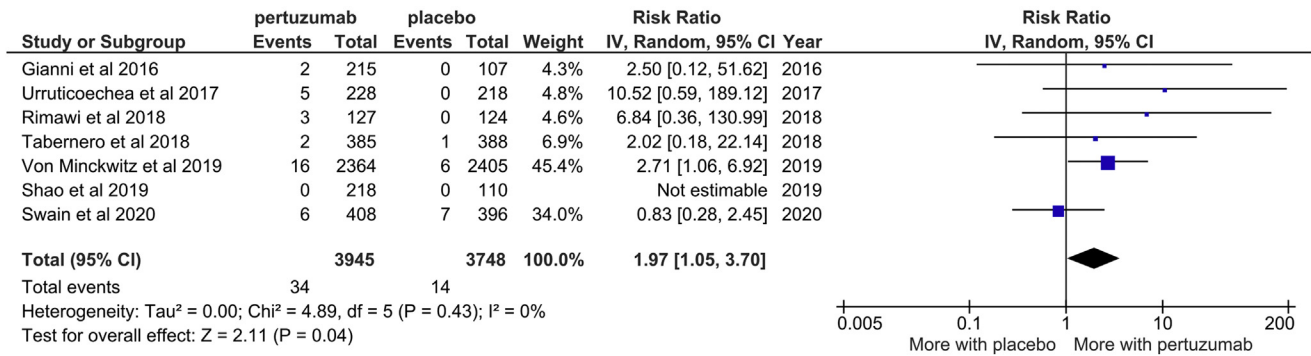 pertuzumab placebo Risk Ratio Risk Ratio
Study or Subgroup Events Total Events Total Weight IV, Random, 95% CI Year IV, Random, 95% CI
Gianni et al 2016 2 215 0 107 4.3% 2.50 [0.12, 51.62] 2016
Urruticoechea et al 2017 5 228 0 218 4.8% 10.52 [0.59, 189.12] 2017
Rimawi et al 2018 3 127 0 124 4.6% 6.84 [0.36, 130.99] 2018
Tabernero et al 2018 2 385 1 388 6.9% 2.02 [0.18, 22.14] 2018
Von Minckwitz et al 2019 16 2364 6 2405 45.4% 2.71 [1.06, 6.92] 2019
Shao et al 2019 0 218 0 110 Not estimable 2019
Swain et al 2020 6 408 7 396 34.0% 0.83 [0.28, 2.45] 2020
Total (95% CI) 3945 3748 100.0% 1.97 [1.05, 3.70]
Total events 34 14
Heterogeneity: Tau² = 0.00; Chi² = 4.89, df = 5 (P = 0.43); I² = 0%
Test for overall effect: Z = 2.11 (P = 0.04)
0.005 0.1 1 10 200
More with placebo More with pertuzumab